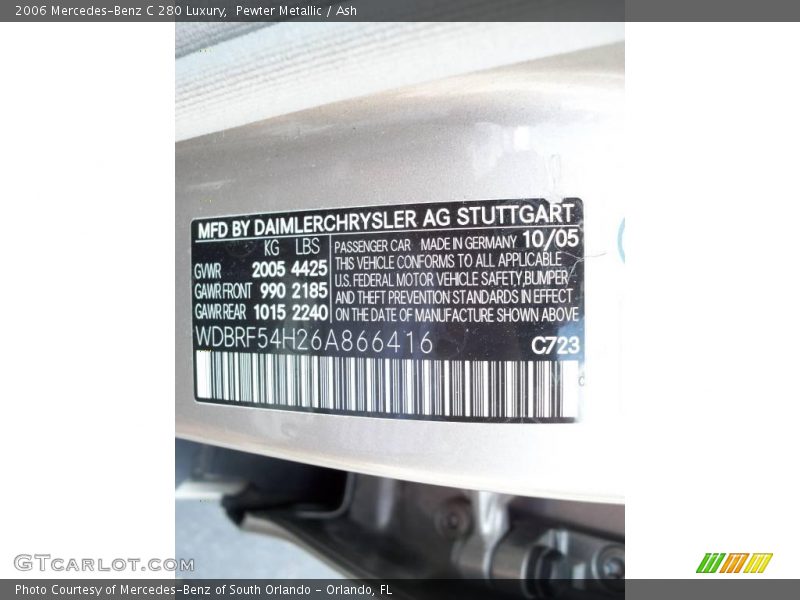 2006 Mercedes-Benz C 280 Luxury, Pewter Metallic / Ash
MFD BY DAIMLERCHRYSLER AG STUTTGART
KG LBS
GVWR 2005 4425
GAWR FRONT 990 2185
GAWR REAR 1015 2240
PASSENGER CAR MADE IN GERMANY 10/05
THIS VEHICLE CONFORMS TO ALL APPLICABLE
U.S. FEDERAL MOTOR VEHICLE SAFETY, BUMPER
AND THEFT PREVENTION STANDARDS IN EFFECT
ON THE DATE OF MANUFACTURE SHOWN ABOVE
WDBRF54H26A866416 C723
GTCARLOT.COM
Photo Courtesy of Mercedes-Benz of South Orlando - Orlando, FL